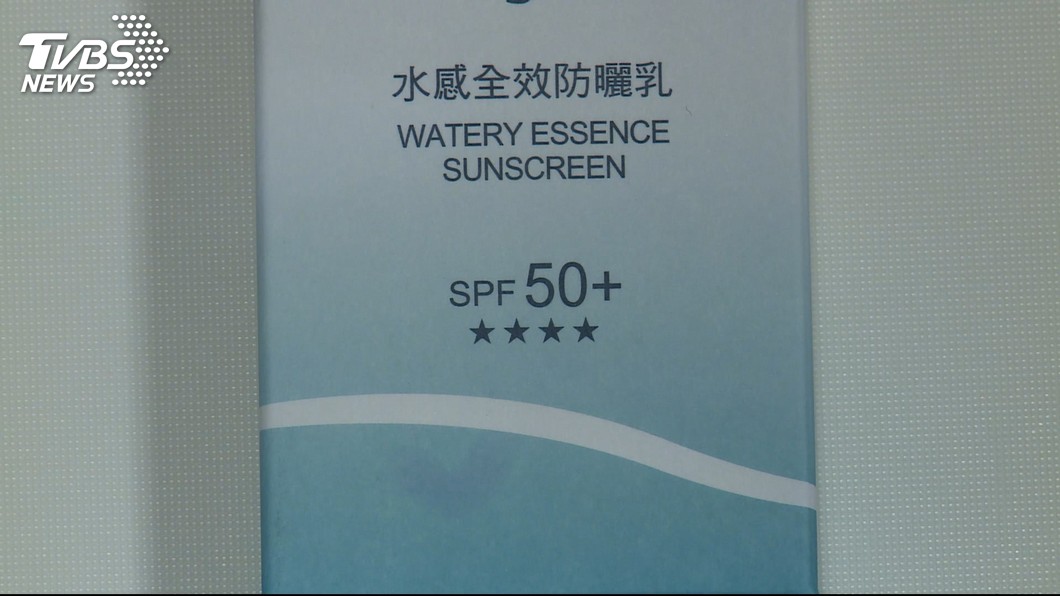 TVBS
NEWS
水感全效防曬乳
WATERY ESSENCE
SUNSCREEN
SPF 50+
★★★★